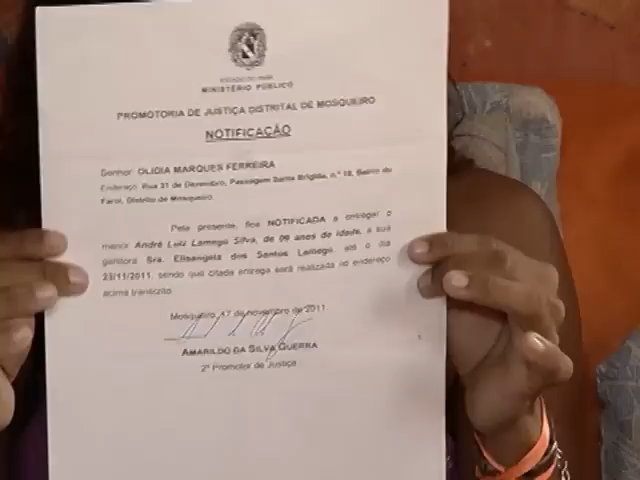 ESTADO DO PARÁ
MINISTÉRIO PÚBLICO
PROMOTORIA DE JUSTIÇA DISTRITAL DE MOSQUEIRO
NOTIFICAÇÃO
Senhor OLIDIA MARQUES FERREIRA
Endereço: Rua 31 de Dezembro, Passagem Santa Brígida, n.º 18, Bairro do
Farol, Distrito de Mosqueiro.
Pela presente, fica NOTIFICADA a entregar o
menor André Luiz Lamego Silva, de 09 anos de idade, a sua
genitora Sra. Elisangela dos Santos Lamego, até o dia
23/11/2011, sendo que citada entrega será realizada no endereço
acima transcrito.
Mosqueiro, 17 de novembro de 2011
AMARILDO DA SILVA GUERRA
2º Promotor de Justiça